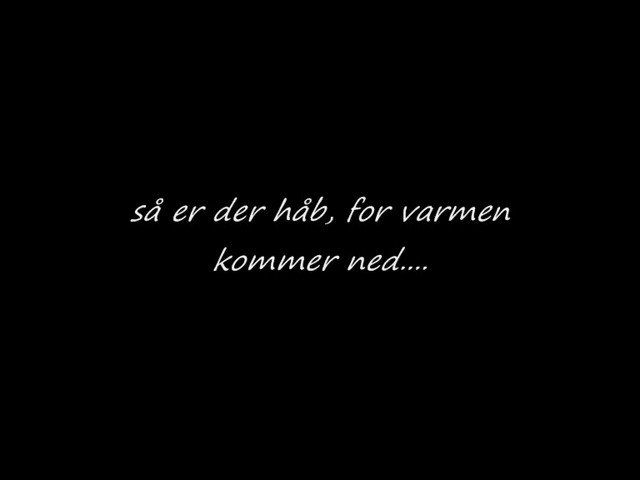 så er der håb, for varmen
kommer ned....